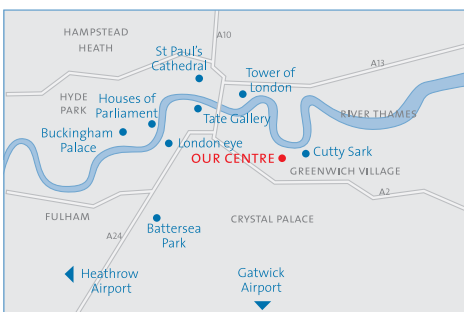 HAMPSTEAD
HEATH
A10
St Paul's
Cathedral
A13
Tower of
London
HYDE
PARK
Houses of
Parliament
RIVER THAMES
Tate Gallery
Buckingham
Palace
London eye
OUR CENTRE
Cutty Sark
GREENWICH VILLAGE
A2
FULHAM
CRYSTAL PALACE
A24
Battersea
Park
Heathrow
Airport
Gatwick
Airport